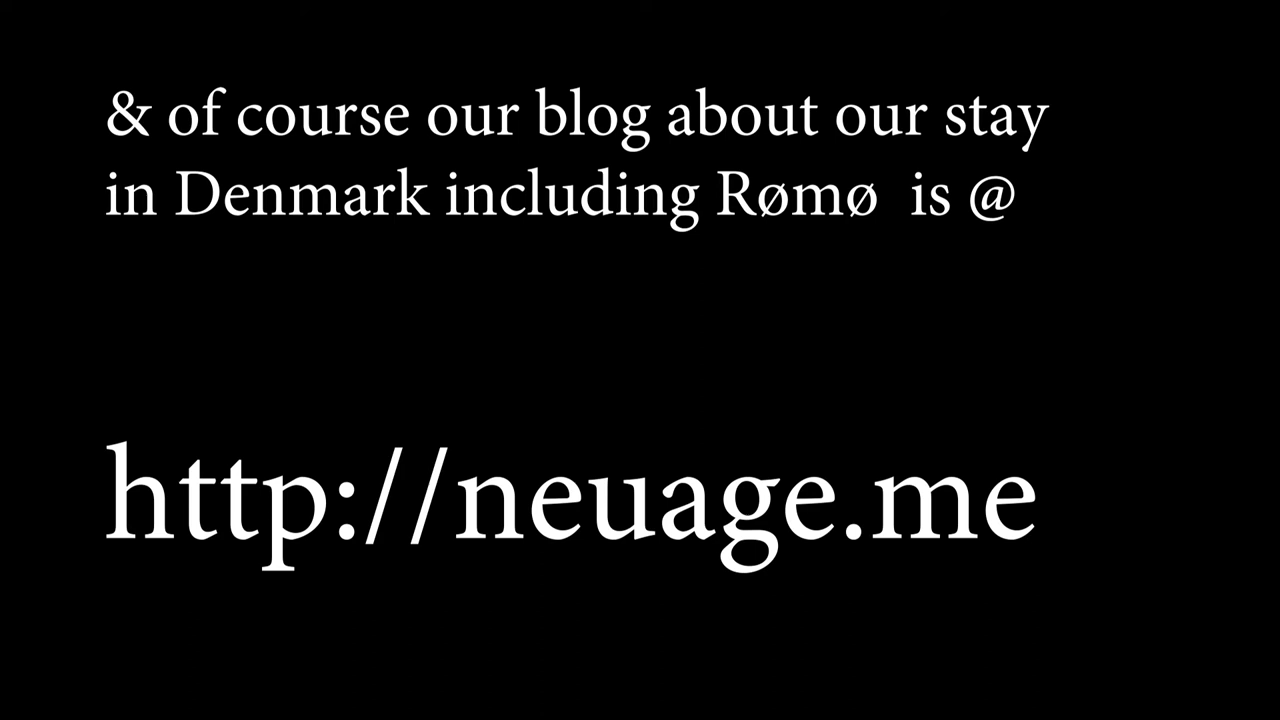 & of course our blog about our stay
in Denmark including Rømø  is @
http://neuage.me